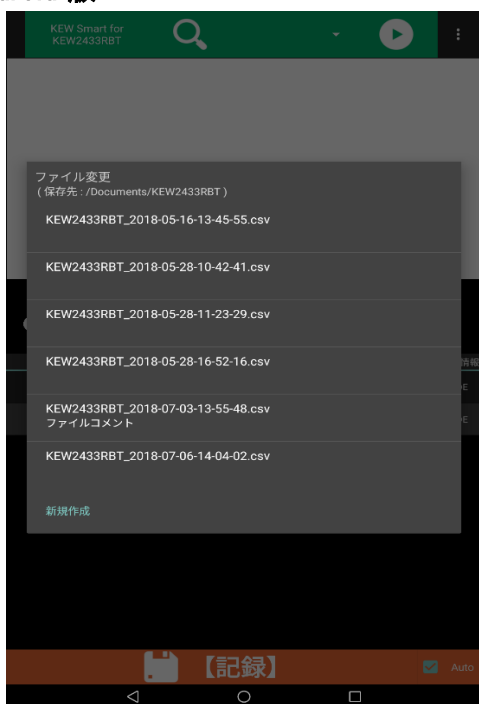 KEW Smart for
KEW2433RBT
ファイル変更
(保存先 : /Documents/KEW2433RBT )
KEW2433RBT_2018-05-16-13-45-55.csv
KEW2433RBT_2018-05-28-10-42-41.csv
KEW2433RBT_2018-05-28-11-23-29.csv
KEW2433RBT_2018-05-28-16-52-16.csv
情報
KEW2433RBT_2018-07-03-13-55-48.csv
ファイルコメント
KEW2433RBT_2018-07-06-14-04-02.csv
新規作成
【記録】
Auto